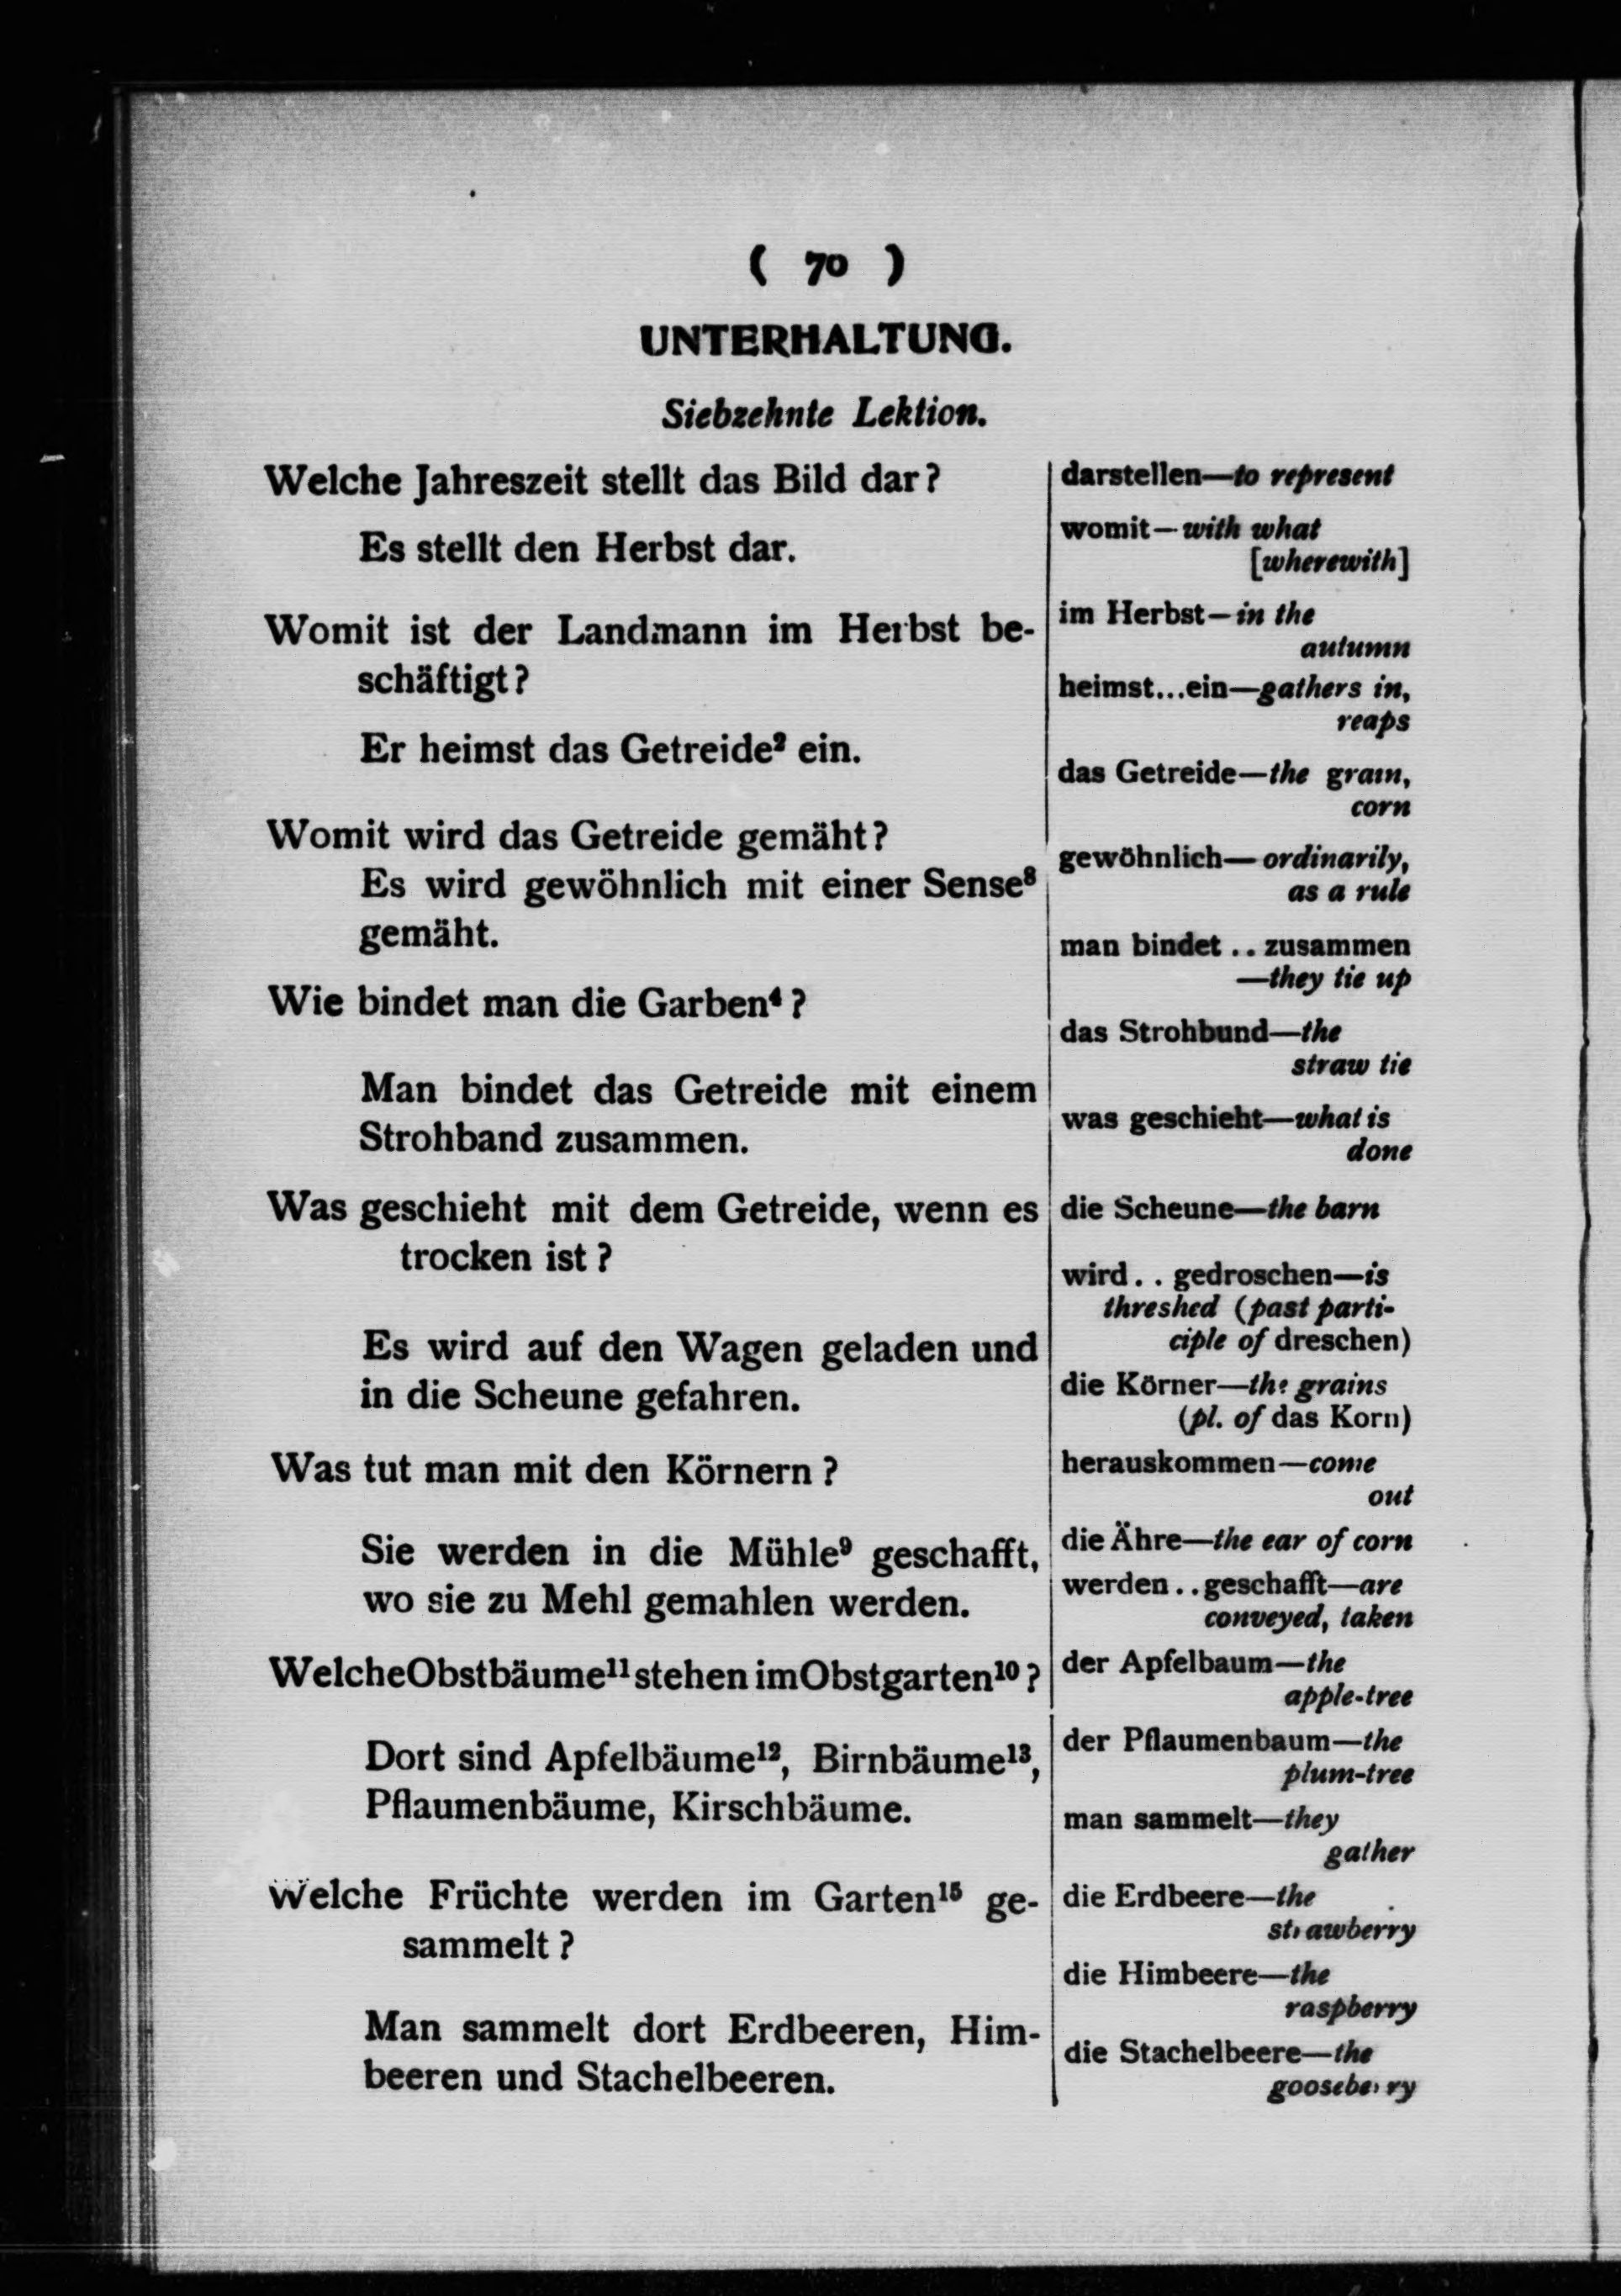 ( 70 )
UNTERHALTUNG.
Siebzehnte Lektion.
Welche Jahreszeit stellt das Bild dar?
Es stellt den Herbst dar.
Womit ist der Landmann im Herbst be-
schäftigt?
Er heimst das Getreide² ein.
Womit wird das Getreide gemäht?
Es wird gewöhnlich mit einer Sense⁸
gemäht.
Wie bindet man die Garben⁴?
Man bindet das Getreide mit einem
Strohband zusammen.
Was geschieht mit dem Getreide, wenn es
trocken ist?
Es wird auf den Wagen geladen und
in die Scheune gefahren.
Was tut man mit den Körnern?
Sie werden in die Mühle⁹ geschafft,
wo sie zu Mehl gemahlen werden.
Welche Obstbäume¹¹ stehen im Obstgarten¹⁰?
Dort sind Apfelbäume¹², Birnbäume¹³,
Pflaumenbäume, Kirschbäume.
Welche Früchte werden im Garten¹⁵ ge-
sammelt?
Man sammelt dort Erdbeeren, Him-
beeren und Stachelbeeren.
darstellen—to represent
womit—with what
[wherewith]
im Herbst—in the
autumn
heimst...ein—gathers in,
reaps
das Getreide—the grain,
corn
gewöhnlich—ordinarily,
as a rule
man bindet .. zusammen
—they tie up
das Strohbund—the
straw tie
was geschieht—what is
done
die Scheune—the barn
wird. . gedroschen—is
threshed (past parti-
ciple of dreschen)
die Körner—the grains
(pl. of das Korn)
herauskommen—come
out
die Ähre—the ear of corn
werden..geschafft—are
conveyed, taken
der Apfelbaum—the
apple-tree
der Pflaumenbaum—the
plum-tree
man sammelt—they
gather
die Erdbeere—the
strawberry
die Himbeere—the
raspberry
die Stachelbeere—the
gooseberry